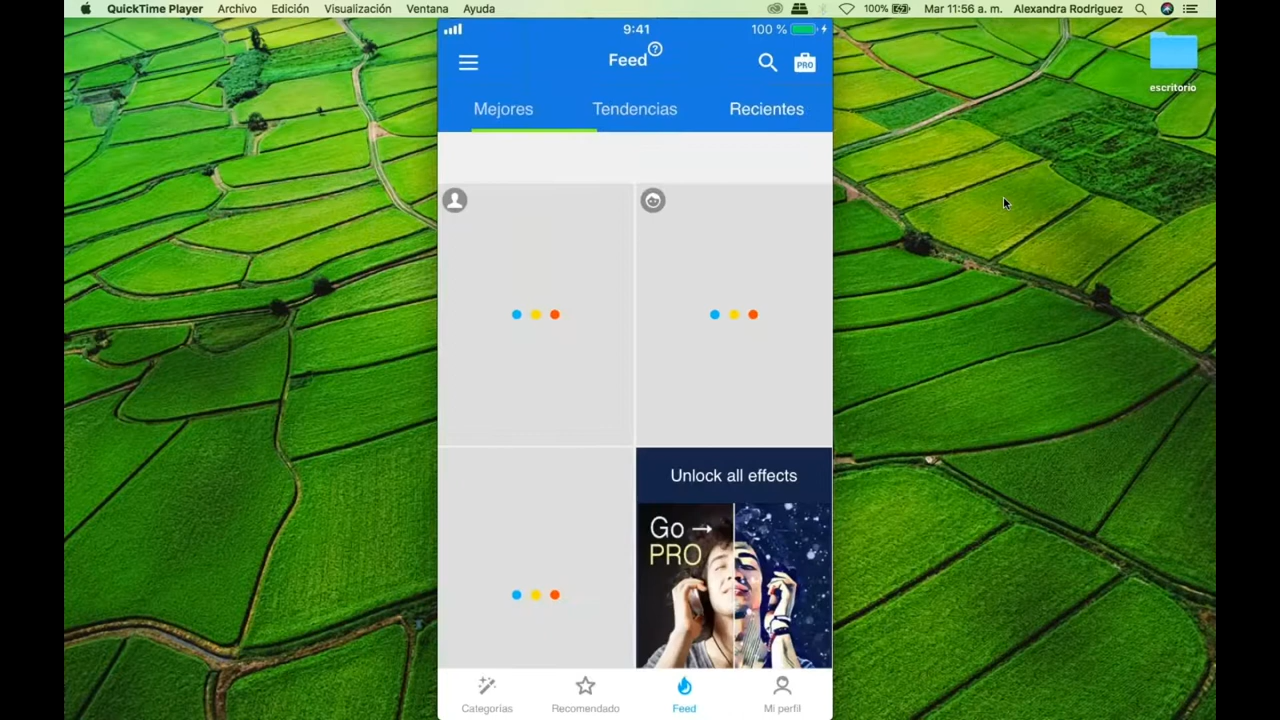 QuickTime Player Archivo Edición Visualización Ventana Ayuda 100% Mar 11:56 a. m. Alexandra Rodriguez
escritorio
9:41 100 %
Feed ? PRO
Mejores Tendencias Recientes
Unlock all effects
Go →
PRO
Categorías Recomendado Feed Mi perfil